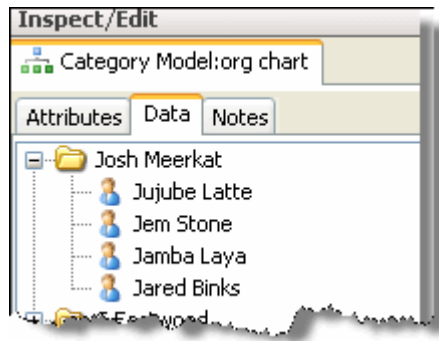 Inspect/Edit
Category Model:org chart
Attributes Data Notes
Josh Meerkat
Jujube Latte
Jem Stone
Jamba Laya
Jared Binks